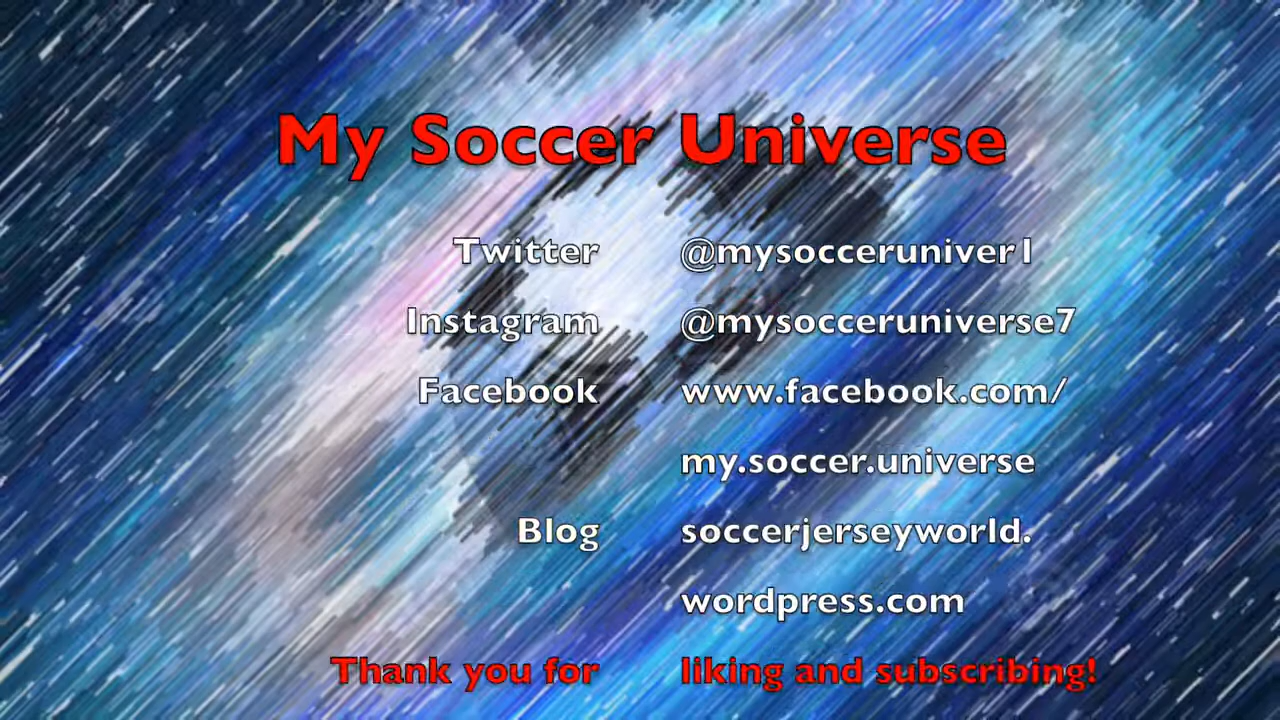 My Soccer Universe
Twitter @mysocceruniver1
Instagram @mysocceruniverse7
Facebook www.facebook.com/
my.soccer.universe
Blog soccerjerseyworld.
wordpress.com
Thank you for liking and subscribing!